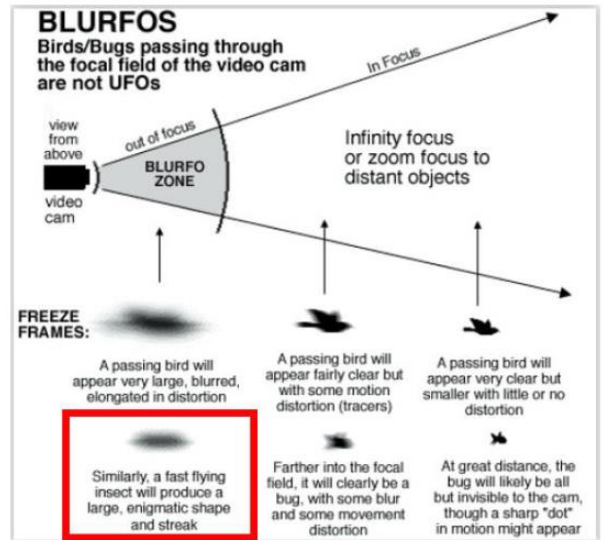 BLURFOS
Birds/Bugs passing through
the focal field of the video cam
are not UFOs
view
from
above
video
cam
out of focus
In Focus
BLURFO
ZONE
Infinity focus
or zoom focus to
distant objects
FREEZE
FRAMES:
A passing bird will
appear very large, blurred,
elongated in distortion
A passing bird will
appear fairly clear but
with some motion
distortion (tracers)
A passing bird will
appear very clear but
smaller with little or no
distortion
Similarly, a fast flying
insect will produce a
large, enigmatic shape
and streak
Farther into the focal
field, it will clearly be a
bug, with some blur
and some movement
distortion
At great distance, the
bug will likely be all
but invisible to the cam,
though a sharp "dot"
in motion might appear